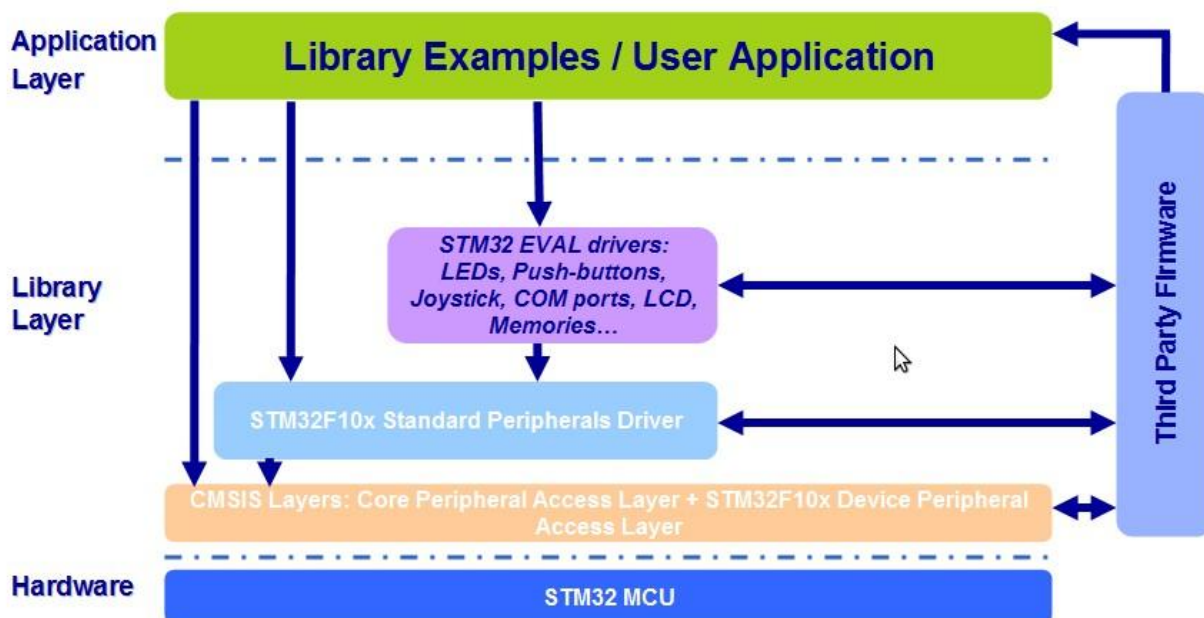 Application
Layer
Library Examples / User Application
Library
Layer
STM32 EVAL drivers:
LEDs, Push-buttons,
Joystick, COM ports, LCD,
Memories…
STM32F10x Standard Peripherals Driver
CMSIS Layers: Core Peripheral Access Layer + STM32F10x Device Peripheral
Access Layer
Third Party Firmware
Hardware
STM32 MCU